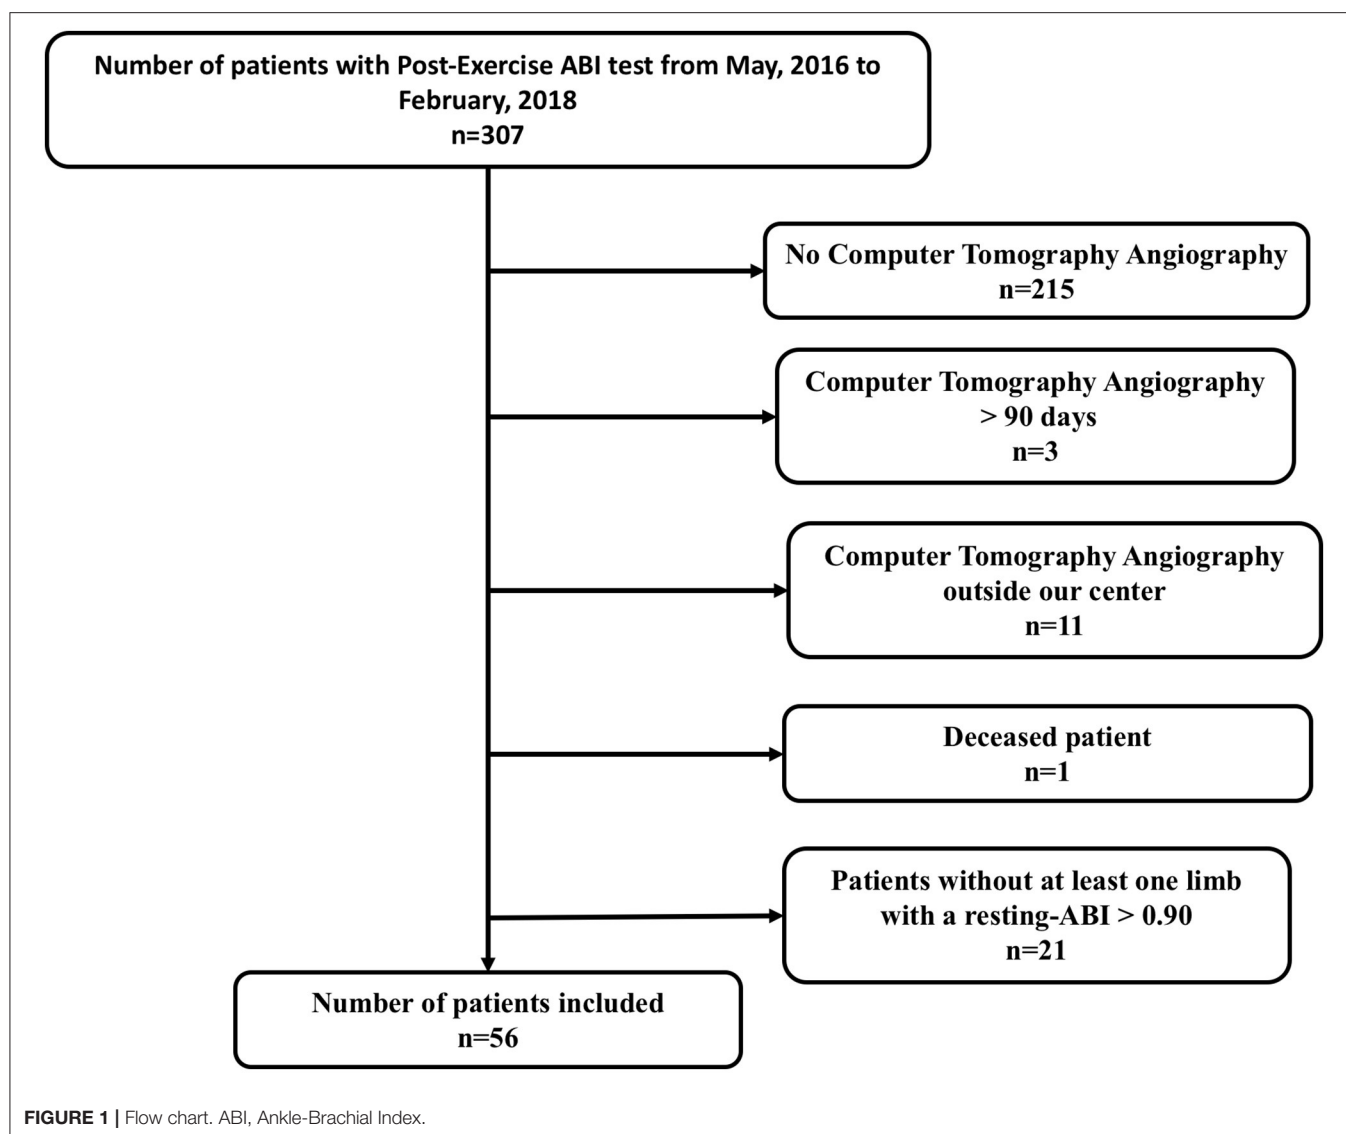 Number of patients with Post-Exercise ABI test from May, 2016 to
February, 2018
n=307
No Computer Tomography Angiography
n=215
Computer Tomography Angiography
> 90 days
n=3
Computer Tomography Angiography
outside our center
n=11
Deceased patient
n=1
Patients without at least one limb
with a resting-ABI > 0.90
n=21
Number of patients included
n=56
FIGURE 1 | Flow chart. ABI, Ankle-Brachial Index.